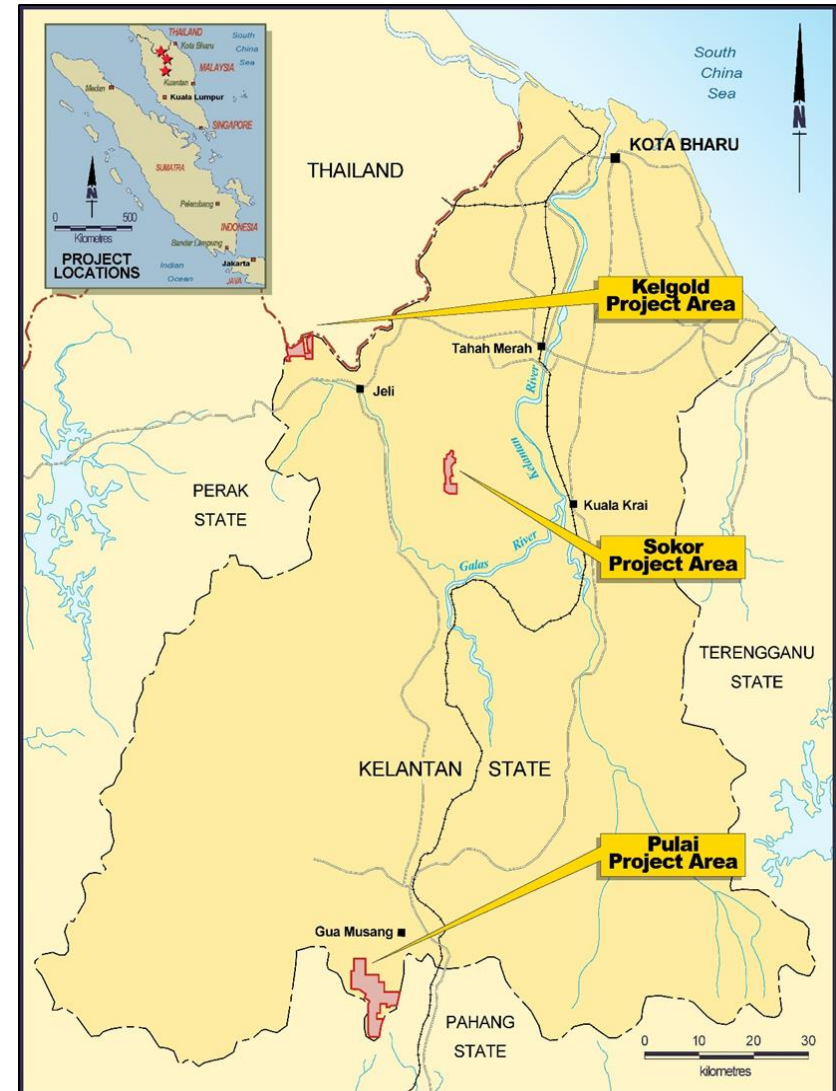 THAILAND
Kota Bharu
South
China
Sea
MALAYSIA
Kuantan
Medan
Kuala Lumpur
SINGAPORE
N
SUMATRA
0 500
Kilometres
Palembang
INDONESIA
Bandar Lampung
PROJECT
LOCATIONS
Indian
Ocean
Jakarta
JAVA
South
China
Sea
N
KOTA BHARU
THAILAND
Kelgold
Project Area
Tahah Merah
Jeli
River
Kelantan
PERAK
STATE
Kuala Krai
Sokor
Project Area
Galas River
TERENGGANU
STATE
KELANTAN STATE
Pulai
Project Area
Gua Musang
PAHANG
STATE
0 10 20 30
kilometres